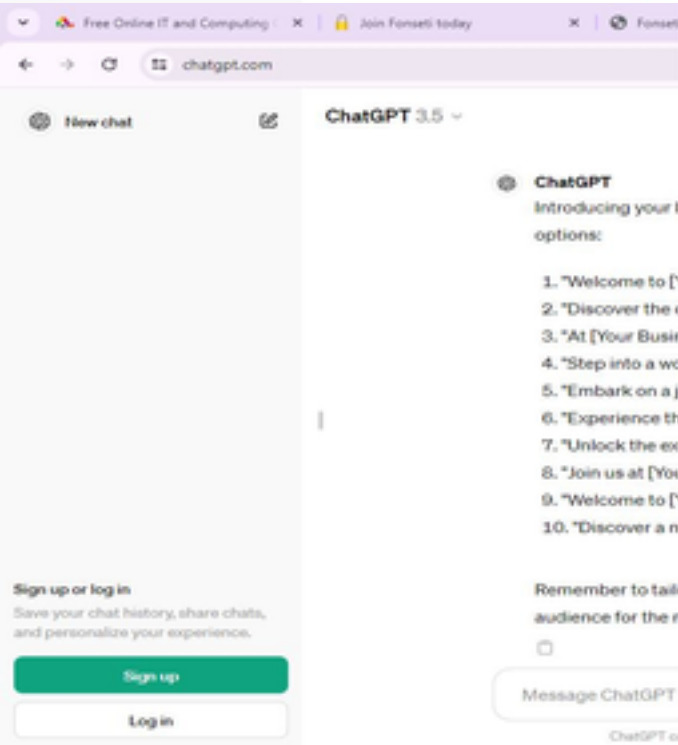 Free Online IT and Computing
Join Fonseti today
Fonset
chatgpt.com
New chat
ChatGPT 3.5
ChatGPT
Introducing your
options:
1. "Welcome to [
2. "Discover the
3. "At [Your Busi
4. "Step into a wo
5. "Embark on a
6. "Experience th
7. "Unlock the ex
8. "Join us at [You
9. "Welcome to [
10. "Discover a
Remember to tail
audience for the
Sign up or log in
Save your chat history, share chats,
and personalize your experience.
Sign up
Log in
Message ChatGPT
ChatGPT